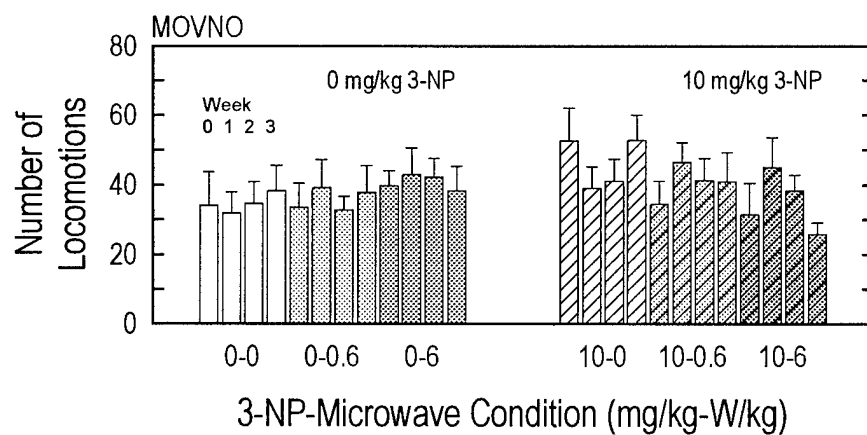 MOVNO
80
60
40
20
0
Number of
Locomotions
0 mg/kg 3-NP
10 mg/kg 3-NP
Week
0 1 2 3
0-0
0-0.6
0-6
10-0
10-0.6
10-6
3-NP-Microwave Condition (mg/kg-W/kg)